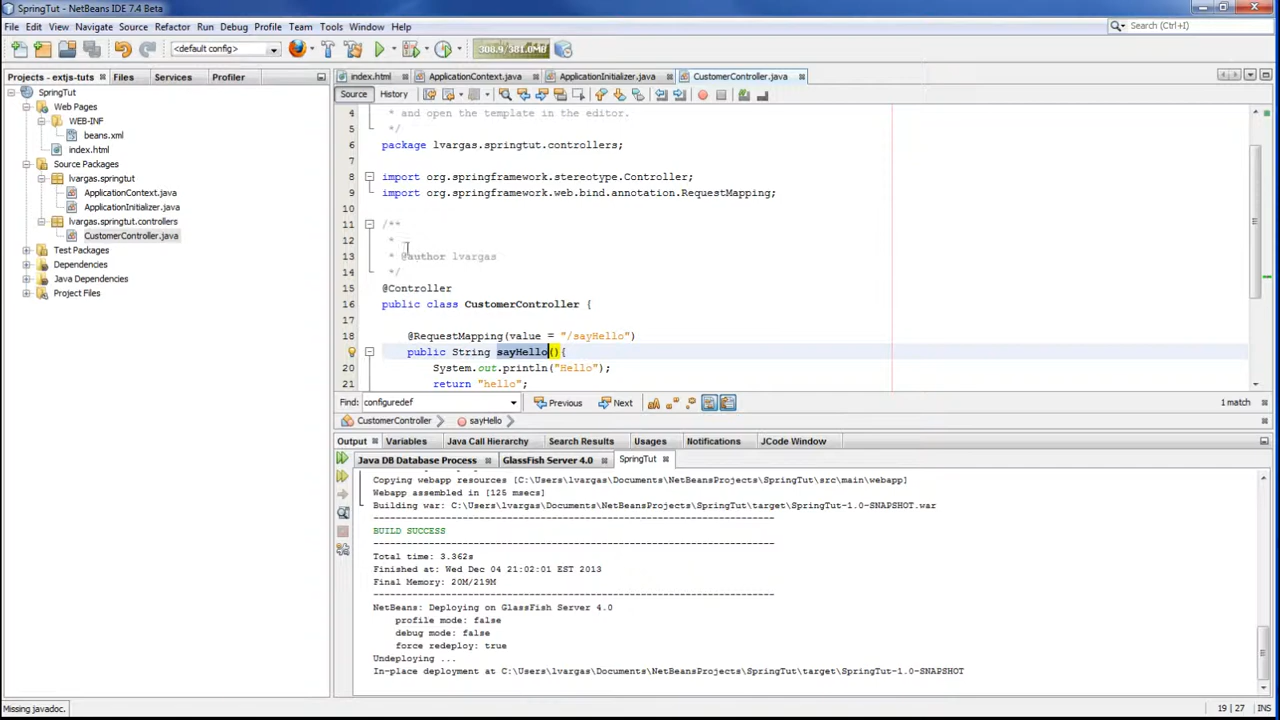 SpringTut - NetBeans IDE 7.4 Beta
File Edit View Navigate Source Refactor Run Debug Profile Team Tools Window Help
Search (Ctrl+I)
<default config>
308.9/381.0MB
Projects - extjs-tuts Files Services Profiler
index.html ApplicationContext.java ApplicationInitializer.java CustomerController.java
Source History
SpringTut
Web Pages
WEB-INF
beans.xml
index.html
Source Packages
lvargas.springtut
ApplicationContext.java
ApplicationInitializer.java
lvargas.springtut.controllers
CustomerController.java
Test Packages
Dependencies
Java Dependencies
Project Files
4 * and open the template in the editor.
5 */
6 package lvargas.springtut.controllers;
7
8 import org.springframework.stereotype.Controller;
9 import org.springframework.web.bind.annotation.RequestMapping;
10
11 /**
12 *
13 * @author lvargas
14 */
15 @Controller
16 public class CustomerController {
17
18 @RequestMapping(value = "/sayHello")
public String sayHello(){
20 System.out.println("Hello");
21 return "hello";
Find: configuredef Previous Next 1 match
CustomerController sayHello
Output Variables Java Call Hierarchy Search Results Usages Notifications JCode Window
Java DB Database Process GlassFish Server 4.0 SpringTut
Copying webapp resources [C:\Users\lvargas\Documents\NetBeansProjects\SpringTut\src\main\webapp]
Webapp assembled in [125 msecs]
Building war: C:\Users\lvargas\Documents\NetBeansProjects\SpringTut\target\SpringTut-1.0-SNAPSHOT.war
------------------------------------------------------------------------
BUILD SUCCESS
------------------------------------------------------------------------
Total time: 3.362s
Finished at: Wed Dec 04 21:02:01 EST 2013
Final Memory: 20M/219M
------------------------------------------------------------------------
NetBeans: Deploying on GlassFish Server 4.0
profile mode: false
debug mode: false
force redeploy: true
Undeploying ...
In-place deployment at C:\Users\lvargas\Documents\NetBeansProjects\SpringTut\target\SpringTut-1.0-SNAPSHOT
Missing javadoc. 19 | 27 INS